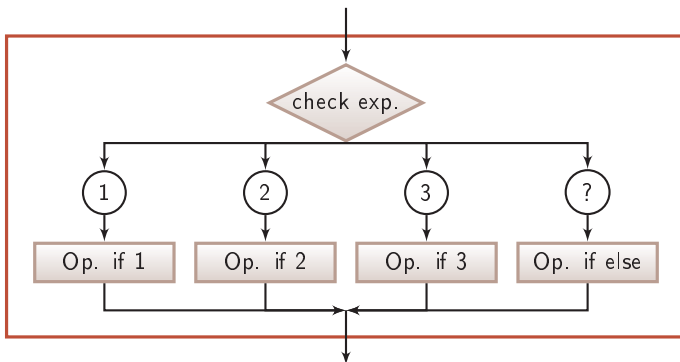 check exp.
1 2 3 ?
Op. if 1 Op. if 2 Op. if 3 Op. if else